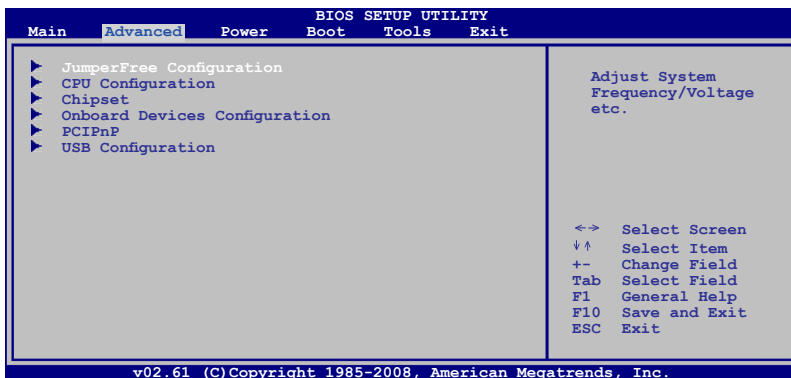 BIOS SETUP UTILITY
Main Advanced Power Boot Tools Exit
JumperFree Configuration
CPU Configuration
Chipset
Onboard Devices Configuration
PCIPnP
USB Configuration
Adjust System
Frequency/Voltage
etc.
←→ Select Screen
↓↑ Select Item
+- Change Field
Tab Select Field
F1 General Help
F10 Save and Exit
ESC Exit
v02.61 (C)Copyright 1985-2008, American Megatrends, Inc.